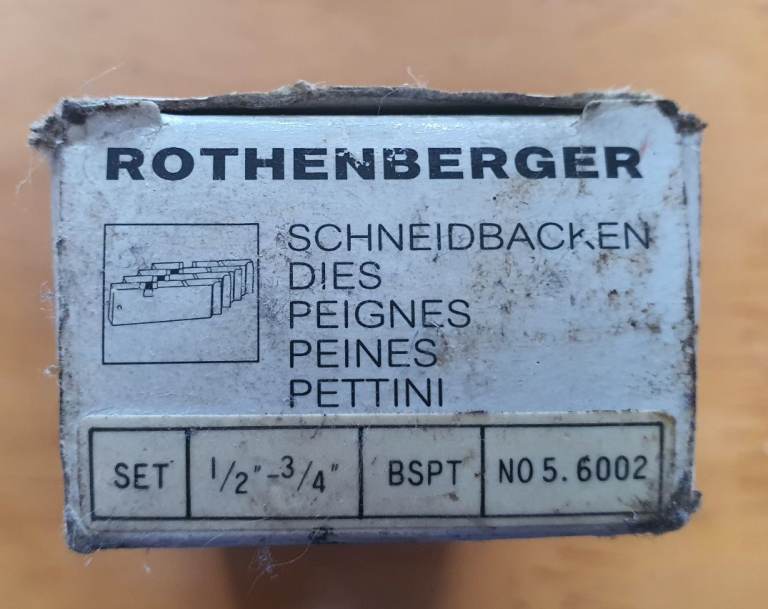 ROTHENBERGER
SCHNEIDBACKEN
DIES
PEIGNES
PEINES
PETTINI
SET 1/2"-3/4" BSPT NO 5.6002